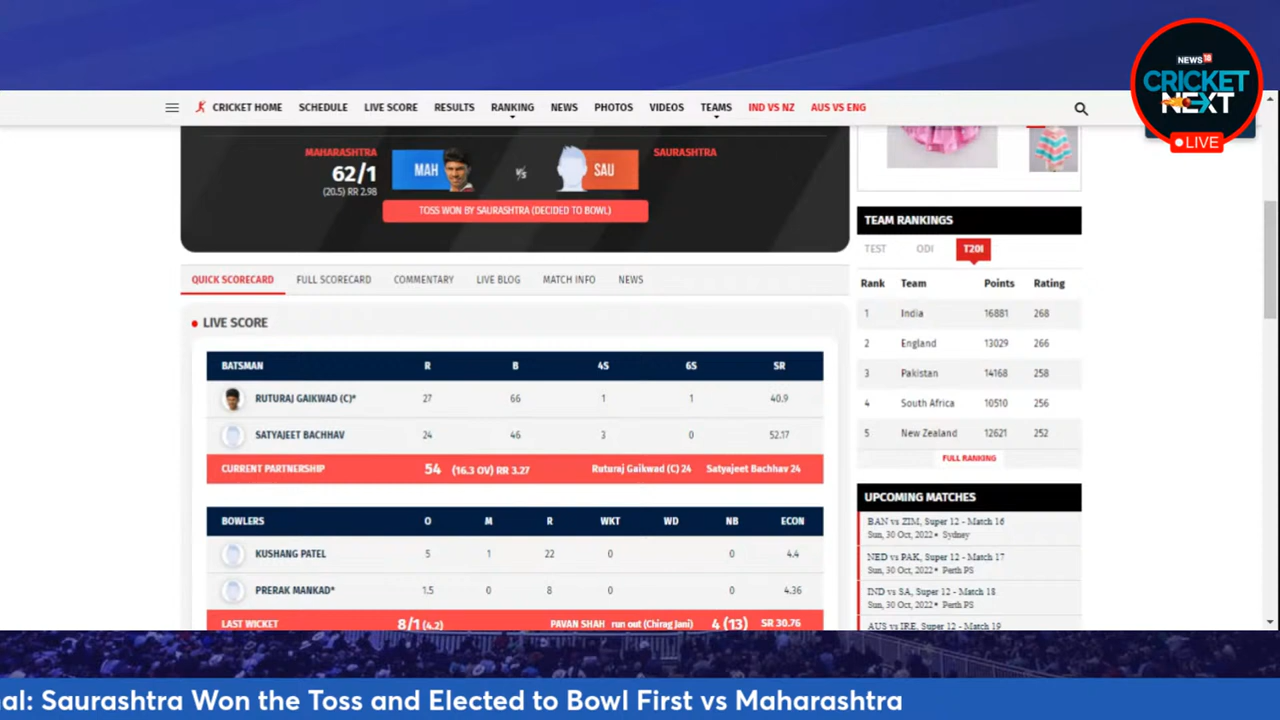 NEWS 18
CRICKET
NEXT
LIVE
CRICKET HOME SCHEDULE LIVE SCORE RESULTS RANKING NEWS PHOTOS VIDEOS TEAMS IND VS NZ AUS VS ENG
MAHARASHTRA
62/1
(20.5) RR 2.98
MAH
V/S
SAU
SAURASHTRA
TOSS WON BY SAURASHTRA (DECIDED TO BOWL)
QUICK SCORECARD FULL SCORECARD COMMENTARY LIVE BLOG MATCH INFO NEWS
LIVE SCORE
BATSMAN R B 4S 6S SR
RUTURAJ GAIKWAD (C)* 27 66 1 1 40.9
SATYAJEET BACHHAV 24 46 3 0 52.17
CURRENT PARTNERSHIP 54 (16.3 OV) RR 3.27 Ruturaj Gaikwad (C) 24 Satyajeet Bachhav 24
BOWLERS O M R WKT WD NB ECON
KUSHANG PATEL 5 1 22 0 0 4.4
PRERAK MANKAD* 1.5 0 8 0 0 4.36
LAST WICKET 8/1 (4.2) PAVAN SHAH run out (Chirag Jani) 4 (13) SR 30.76
TEAM RANKINGS
TEST ODI T20I
Rank Team Points Rating
1 India 16881 268
2 England 13029 266
3 Pakistan 14168 258
4 South Africa 10510 256
5 New Zealand 12621 252
FULL RANKING
UPCOMING MATCHES
BAN vs ZIM, Super 12 - Match 16
Sun, 30 Oct, 2022 • Sydney
NED vs PAK, Super 12 - Match 17
Sun, 30 Oct, 2022 • Perth PS
IND vs SA, Super 12 - Match 18
Sun, 30 Oct, 2022 • Perth PS
AUS vs IRE, Super 12 - Match 19
nal: Saurashtra Won the Toss and Elected to Bowl First vs Maharashtra